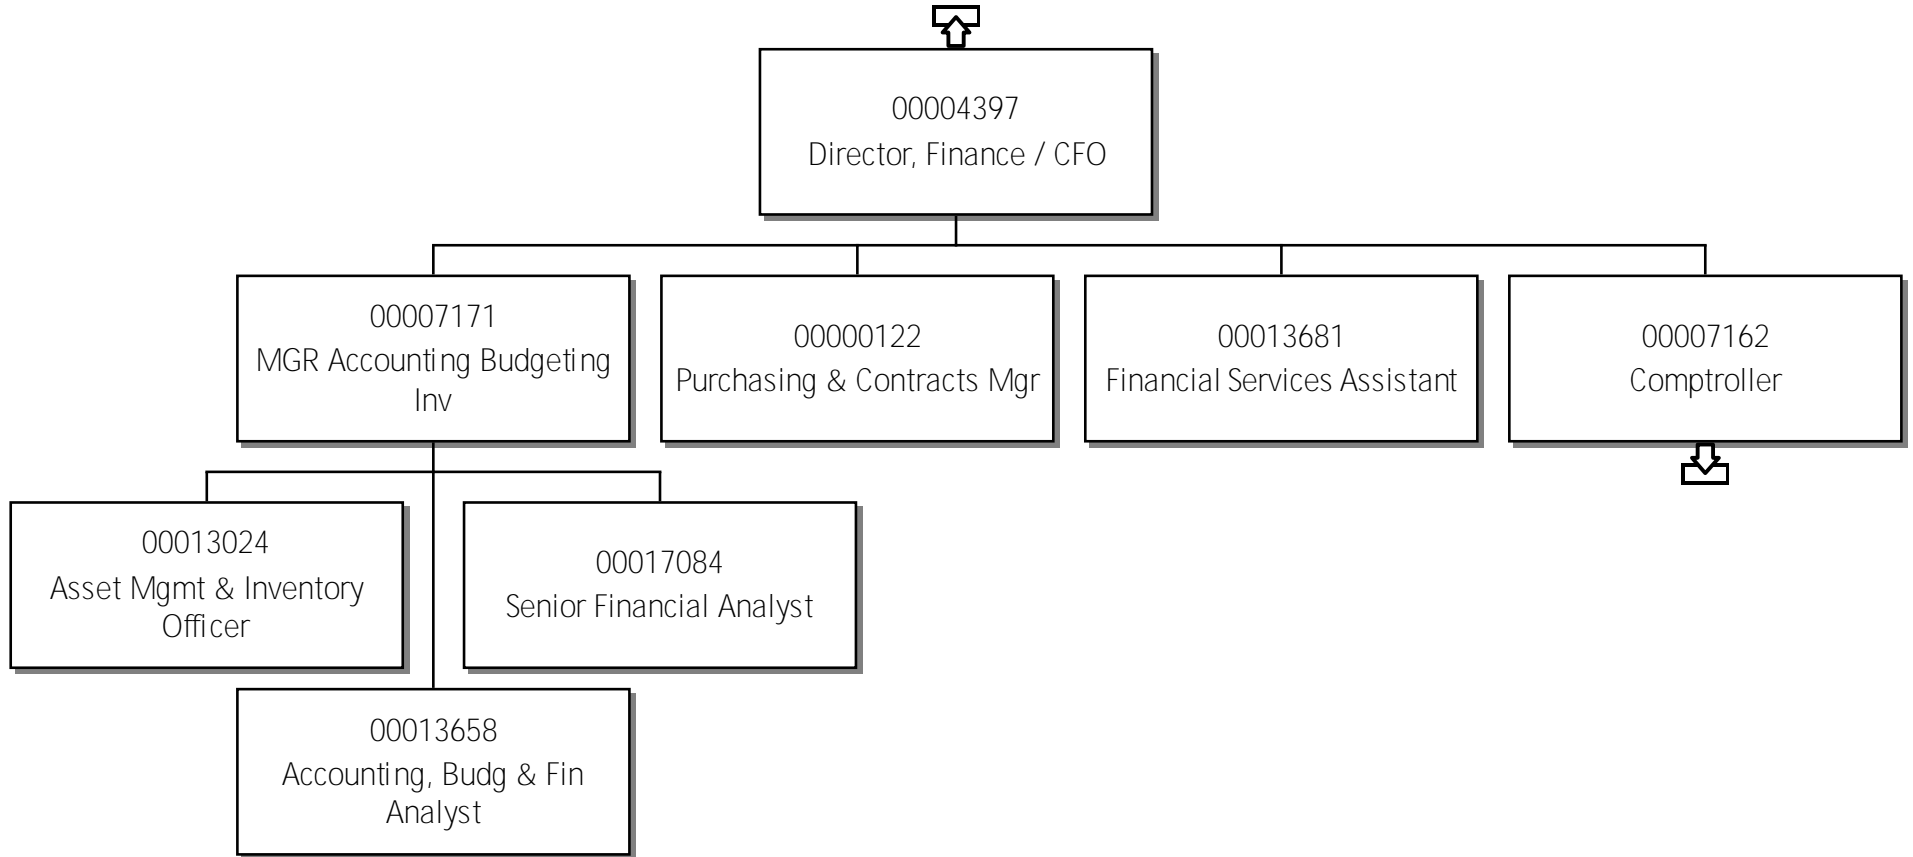 00004397
Director, Finance / CFO
00007171
MGR Accounting Budgeting
Inv
00000122
Purchasing & Contracts Mgr
00013681
Financial Services Assistant
00007162
Comptroller
00013024
Asset Mgmt & Inventory
Officer
00017084
Senior Financial Analyst
00013658
Accounting, Budg & Fin
Analyst